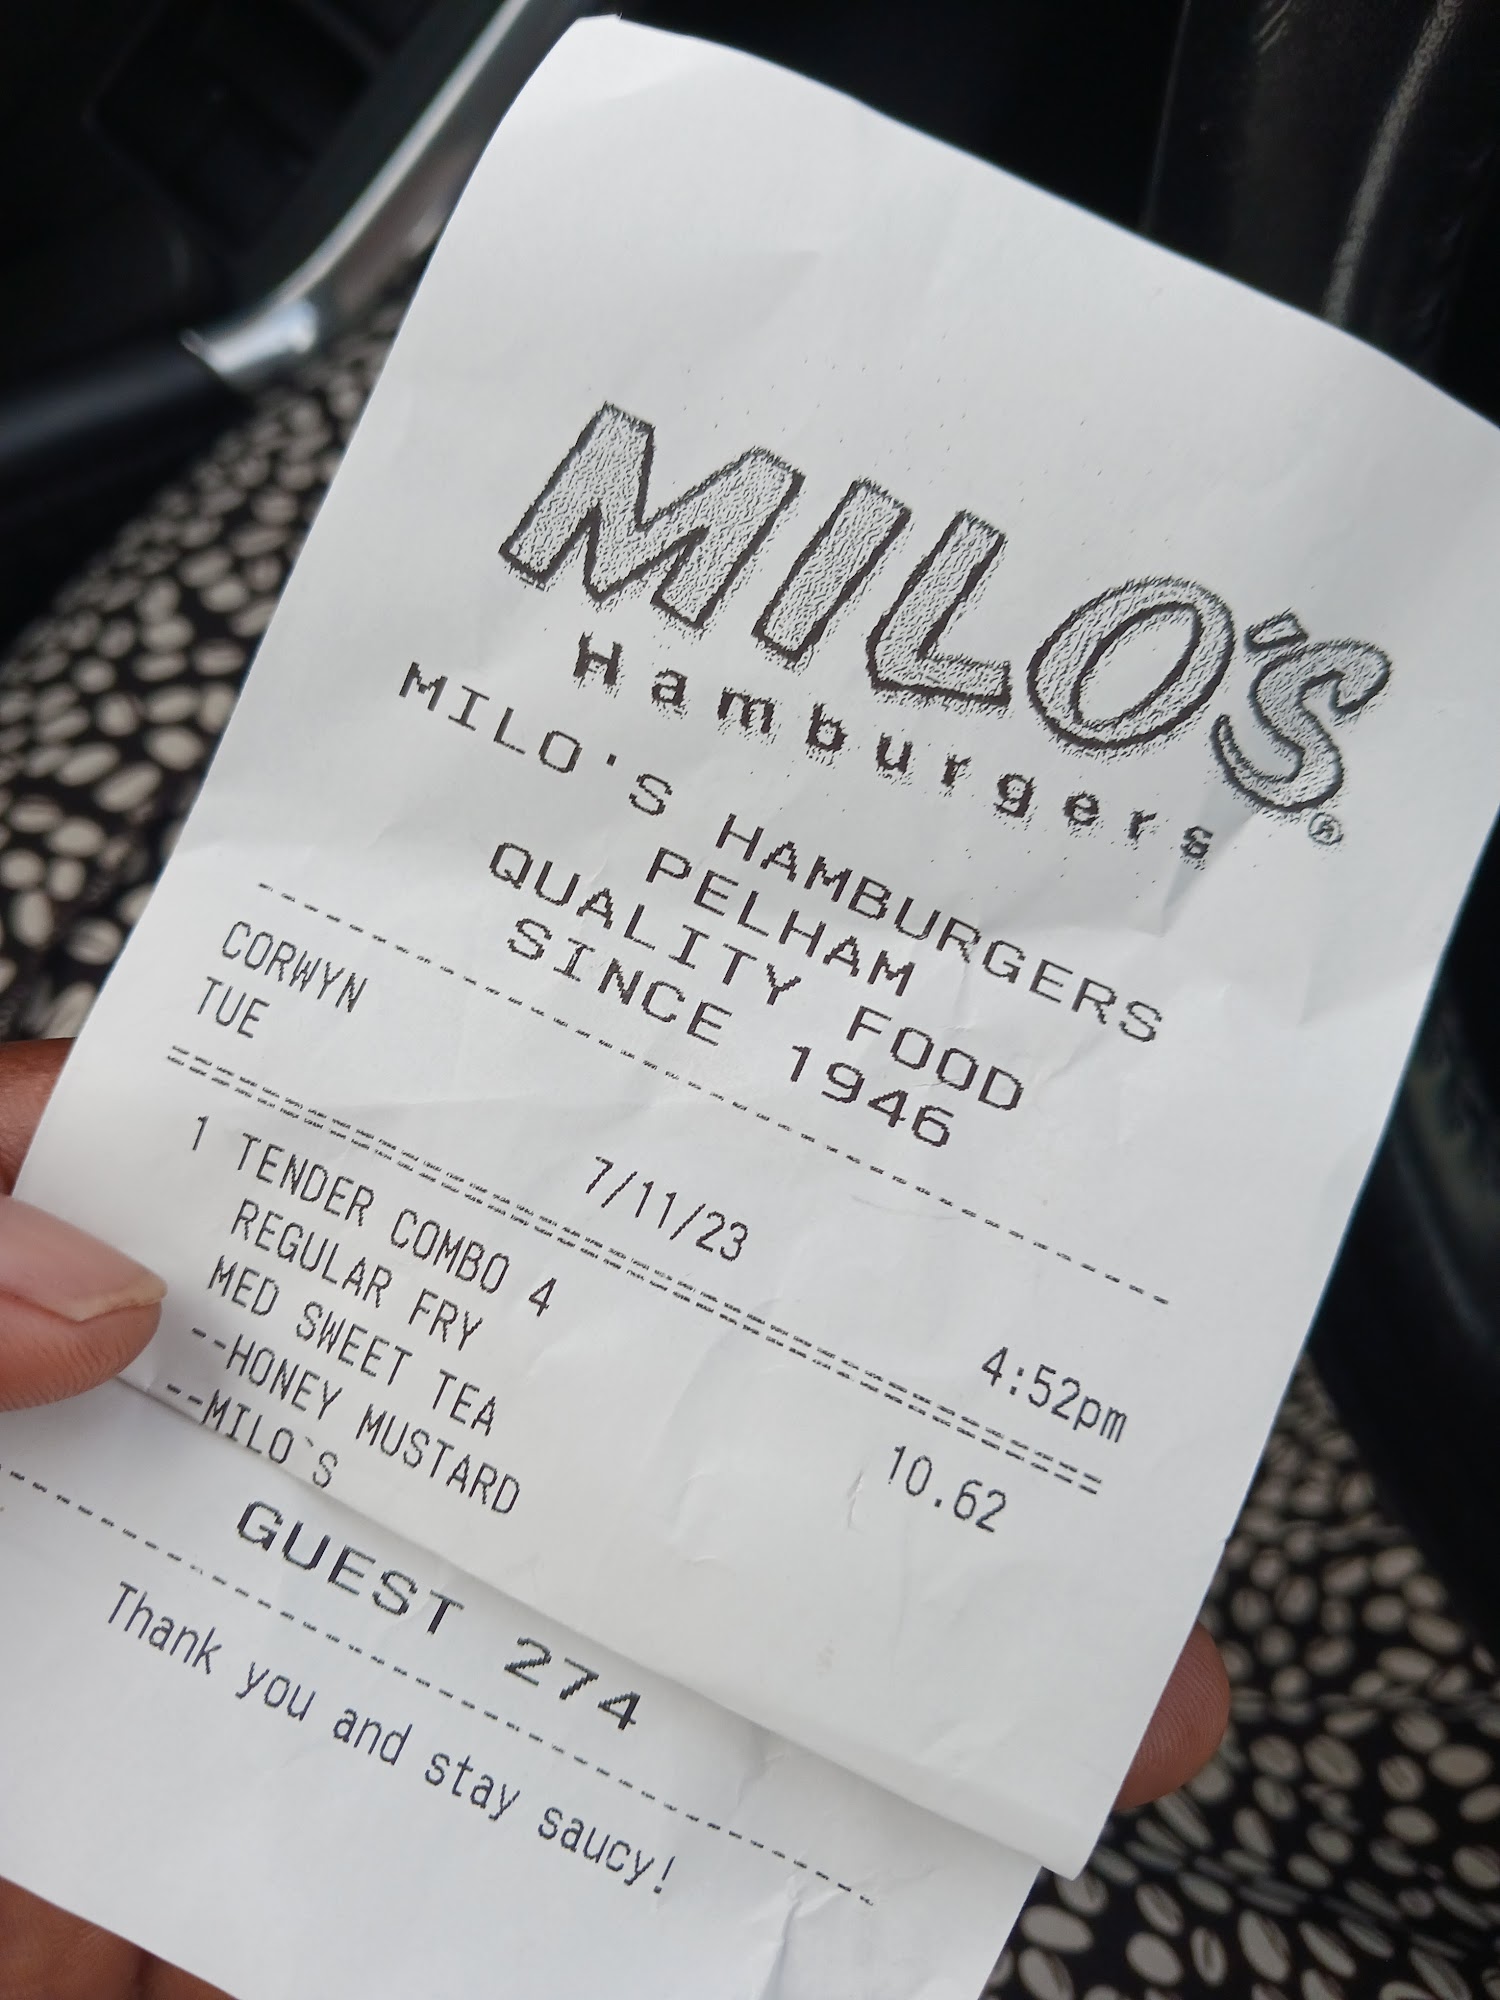 MILO'S®
Hamburgers
MILO'S HAMBURGERS
PELHAM
QUALITY FOOD
SINCE 1946
CORWYN
TUE 7/11/23 4:52pm
1 TENDER COMBO 4 10.62
REGULAR FRY
MED SWEET TEA
--HONEY MUSTARD
--MILO`S
GUEST 274
Thank you and stay saucy!